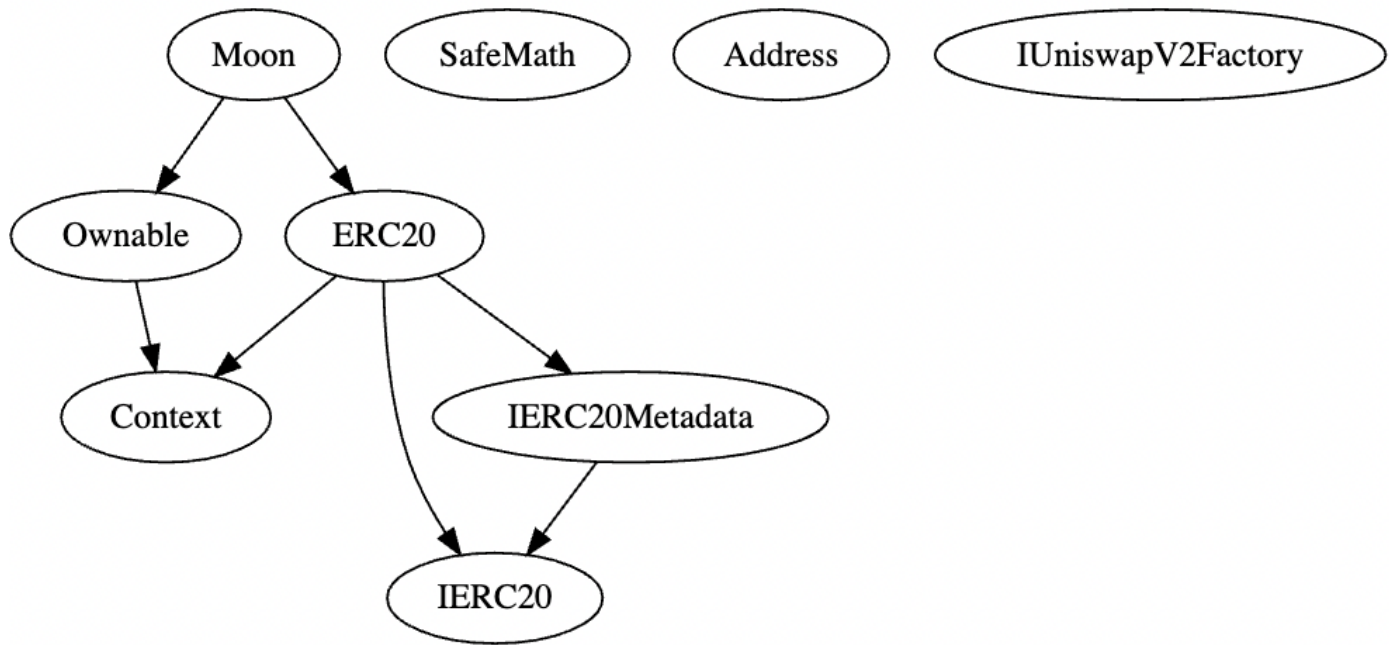 Moon
SafeMath
Address
IUniswapV2Factory
Ownable
ERC20
Context
IERC20Metadata
IERC20